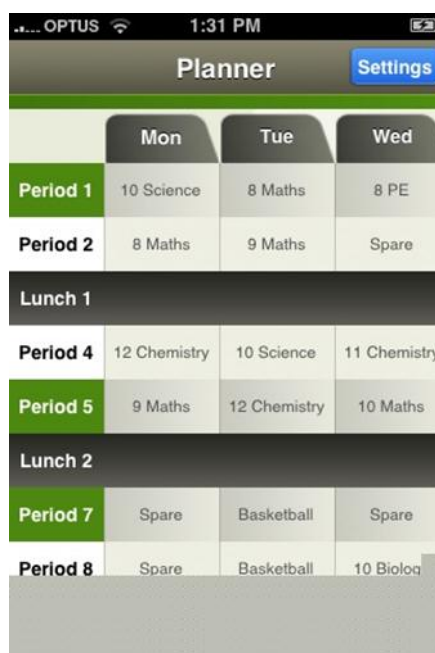 OPTUS 1:31 PM
Planner Settings
Mon Tue Wed
Period 1 10 Science 8 Maths 8 PE
Period 2 8 Maths 9 Maths Spare
Lunch 1
Period 4 12 Chemistry 10 Science 11 Chemistry
Period 5 9 Maths 12 Chemistry 10 Maths
Lunch 2
Period 7 Spare Basketball Spare
Period 8 Spare Basketball 10 Biolog